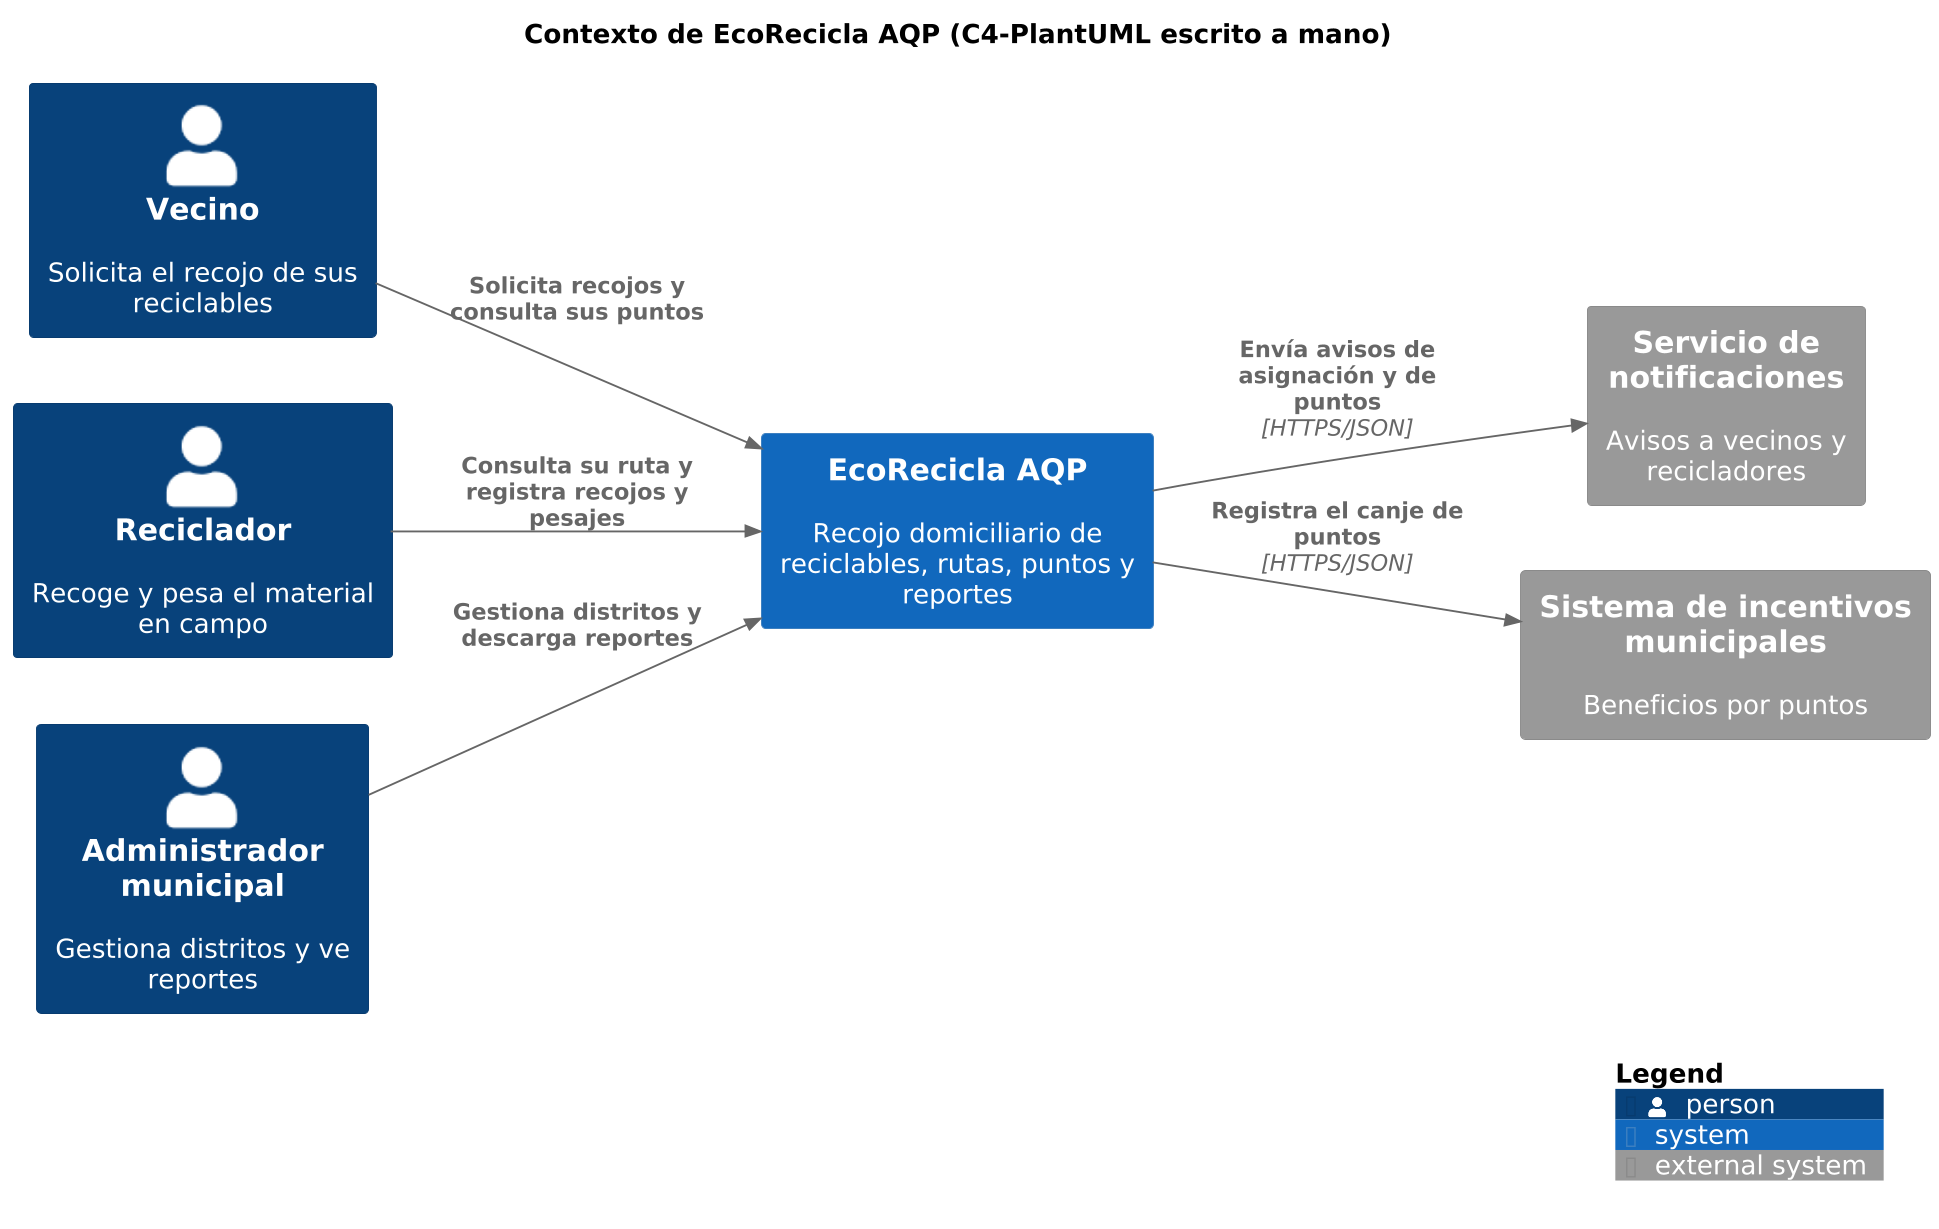 Contexto de EcoRecicla AQP (C4-PlantUML escrito a mano)
Vecino
Solicita el recojo de sus
reciclables
Solicita recojos y
consulta sus puntos
Reciclador
Recoge y pesa el material
en campo
Consulta su ruta y
registra recojos y
pesajes
Administrador
municipal
Gestiona distritos y ve
reportes
Gestiona distritos y
descarga reportes
EcoRecicla AQP
Recojo domiciliario de
reciclables, rutas, puntos y
reportes
Envía avisos de
asignación y de
puntos
[HTTPS/JSON]
Registra el canje de
puntos
[HTTPS/JSON]
Servicio de
notificaciones
Avisos a vecinos y
recicladores
Sistema de incentivos
municipales
Beneficios por puntos
Legend
person
system
external system